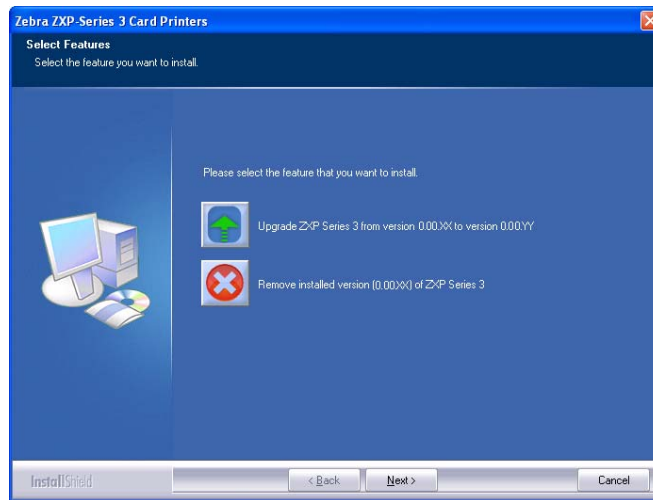 Zebra ZXP-Series 3 Card Printers
Select Features
Select the feature you want to install.
Please select the feature that you want to install.
Upgrade ZXP Series 3 from version 0.00.XX to version 0.00.YY
Remove installed version (0.00.XX) of ZXP Series 3
InstallShield
< Back
Next >
Cancel